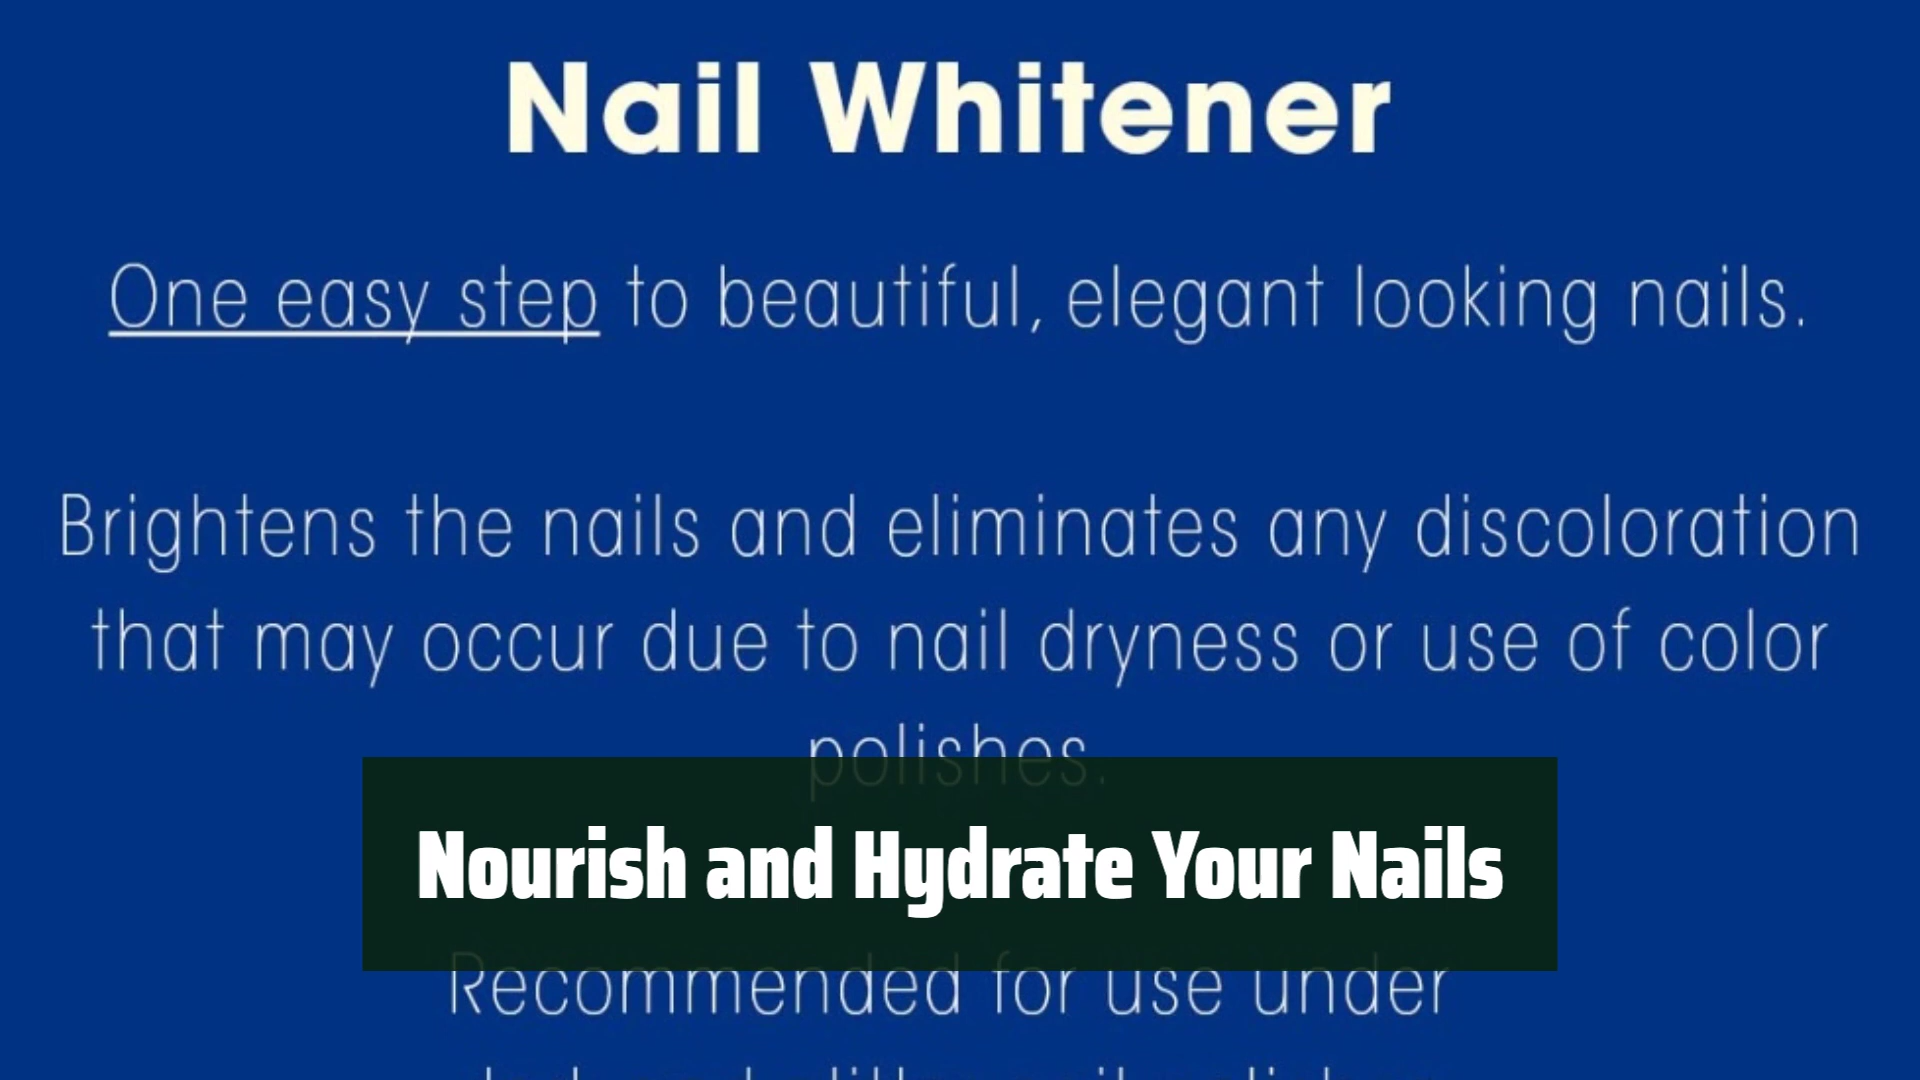 Nail Whitener
One easy step to beautiful, elegant looking nails.
Brightens the nails and eliminates any discoloration
that may occur due to nail dryness or use of color
polishes.
Nourish and Hydrate Your Nails
Recommended for use under